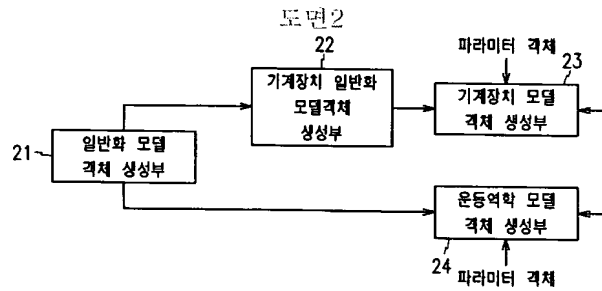 도면2
22
파라미터 객체
23
기계장치 일반화
모델객체
생성부
기계장치 모델
객체 생성부
21
일반화 모델
객체 생성부
운동역학 모델
객체 생성부
24
파라미터 객체